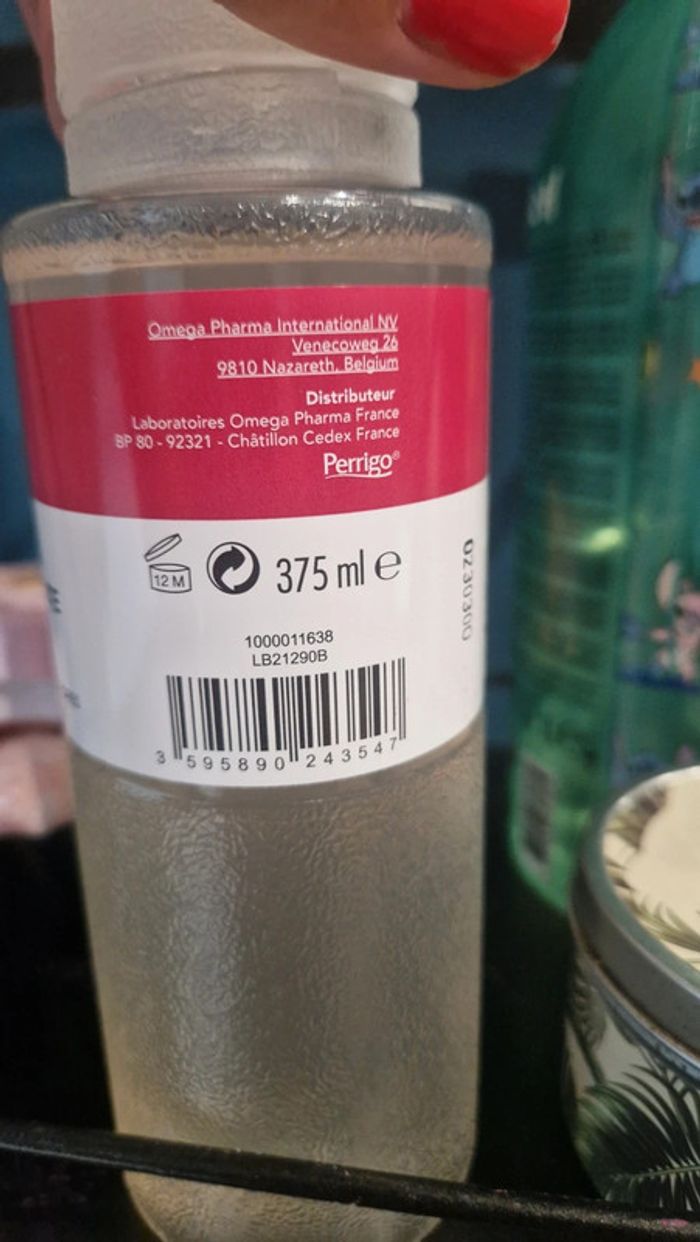 Omega Pharma International NV
Venecoweg 26
9810 Nazareth, Belgium
Distributeur
Laboratoires Omega Pharma France
BP 80 - 92321 - Châtillon Cedex France
Perrigo®
12 M
375 ml e
1000011638
LB21290B
3 595890 243547